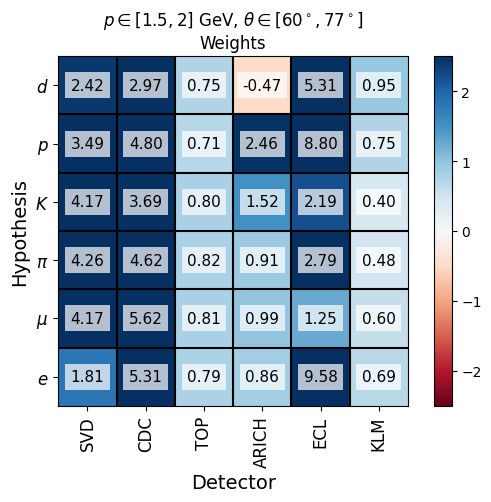 p ∈ [1.5, 2] GeV, θ ∈ [60°, 77°]
Weights
Hypothesis
d 2.42 2.97 0.75 -0.47 5.31 0.95
p 3.49 4.80 0.71 2.46 8.80 0.75
K 4.17 3.69 0.80 1.52 2.19 0.40
π 4.26 4.62 0.82 0.91 2.79 0.48
μ 4.17 5.62 0.81 0.99 1.25 0.60
e 1.81 5.31 0.79 0.86 9.58 0.69
SVD CDC TOP ARICH ECL KLM
Detector
2
1
0
−1
−2